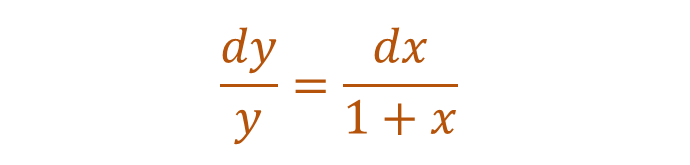 dy/y = dx/(1 + x)